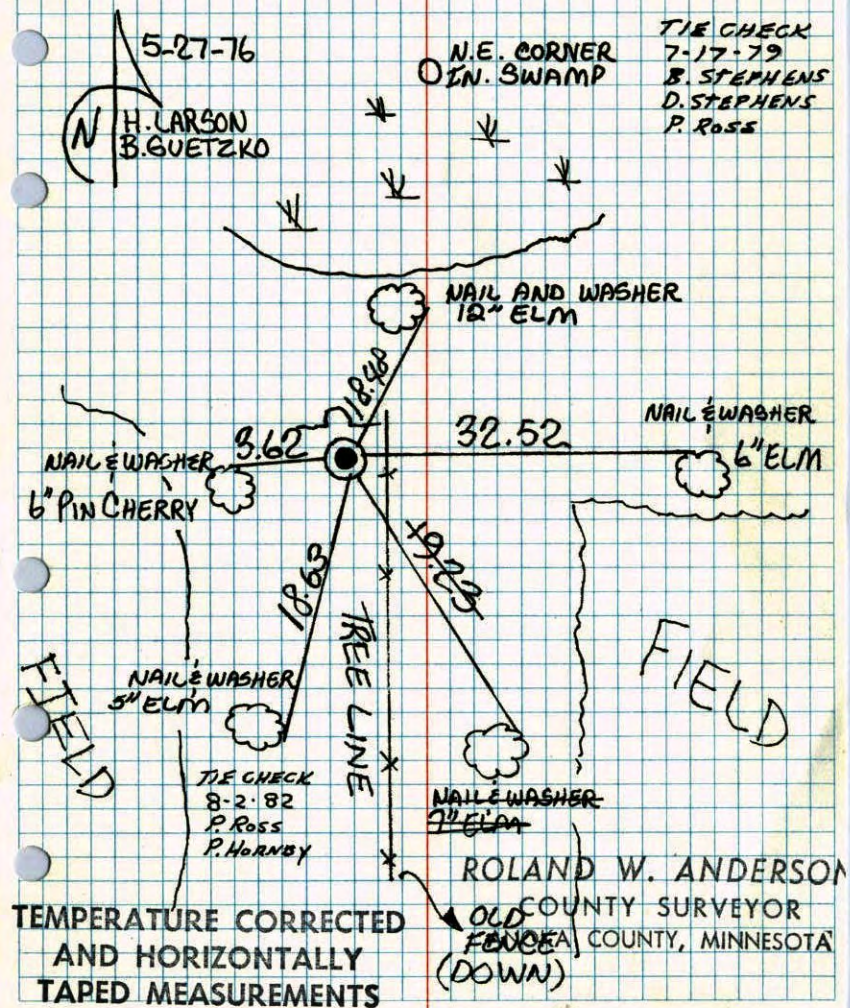 5-27-76
N
H. LARSON
B. GUETZKO
N.E. CORNER
IN. SWAMP
TIE CHECK
7-17-79
B. STEPHENS
D. STEPHENS
P. ROSS
NAIL AND WASHER
12" ELM
18.48
3.62
32.52
NAIL & WASHER
6" ELM
NAIL & WASHER
6" PIN CHERRY
18.63
19.23
TREE LINE
FIELD
FIELD
NAIL & WASHER
5" ELM
NAIL & WASHER
7" ELM
TIE CHECK
8-2-82
P. ROSS
P. HORNBY
ROLAND W. ANDERSON
COUNTY SURVEYOR
COUNTY, MINNESOTA
OLD
FENCE
(DOWN)
TEMPERATURE CORRECTED
AND HORIZONTALLY
TAPED MEASUREMENTS